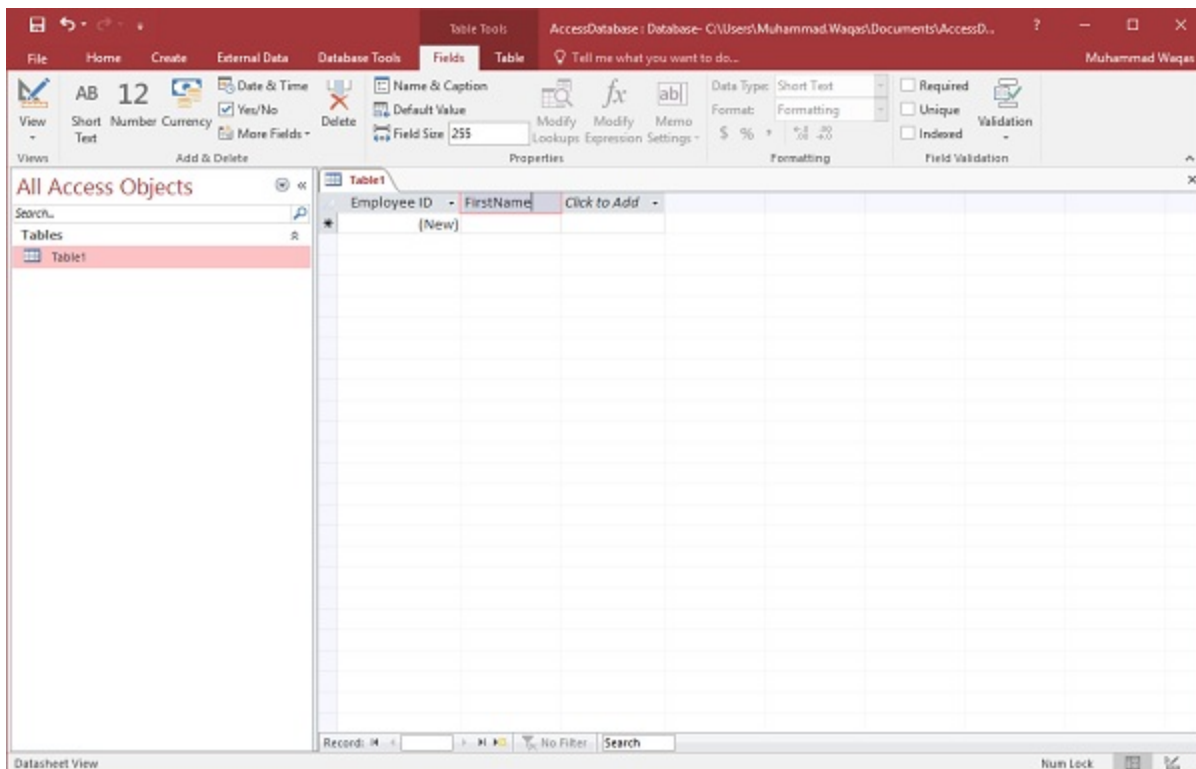 Table Tools
AccessDatabase : Database- C:\Users\Muhammad.Waqas\Documents\AccessD...
?
File Home Create External Data Database Tools Fields Table Tell me what you want to do... Muhammad Waqas
View
Views
AB
Short Text
12
Number
Currency
Date & Time
Yes/No
More Fields
Add & Delete
Delete
Name & Caption
Default Value
Field Size 255
Modify Lookups
fx
Modify Expression
ab
Memo Settings
Properties
Data Type: Short Text
Format: Formatting
$ % ,
Formatting
Required
Unique
Indexed
Validation
Field Validation
All Access Objects
Search...
Tables
Table1
Table1
Employee ID FirstName Click to Add
(New)
Record: No Filter Search
Datasheet View
Num Lock